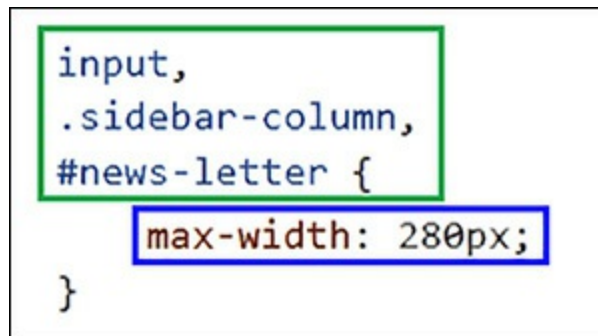 input,
.sidebar-column,
#news-letter {
max-width: 280px;
}